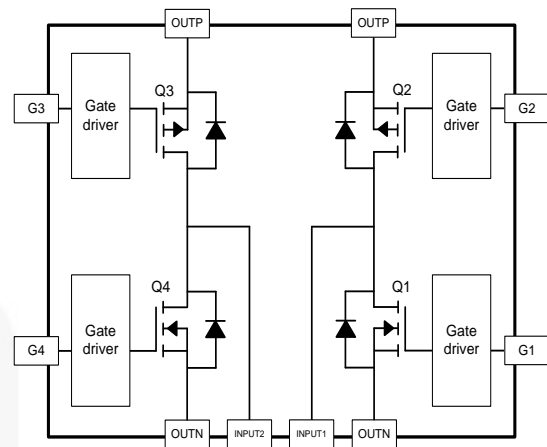 OUTP
OUTP
Q3
Q2
G3
Gate
driver
Gate
driver
G2
Q4
Q1
G4
Gate
driver
Gate
driver
G1
OUTN
INPUT2
INPUT1
OUTN